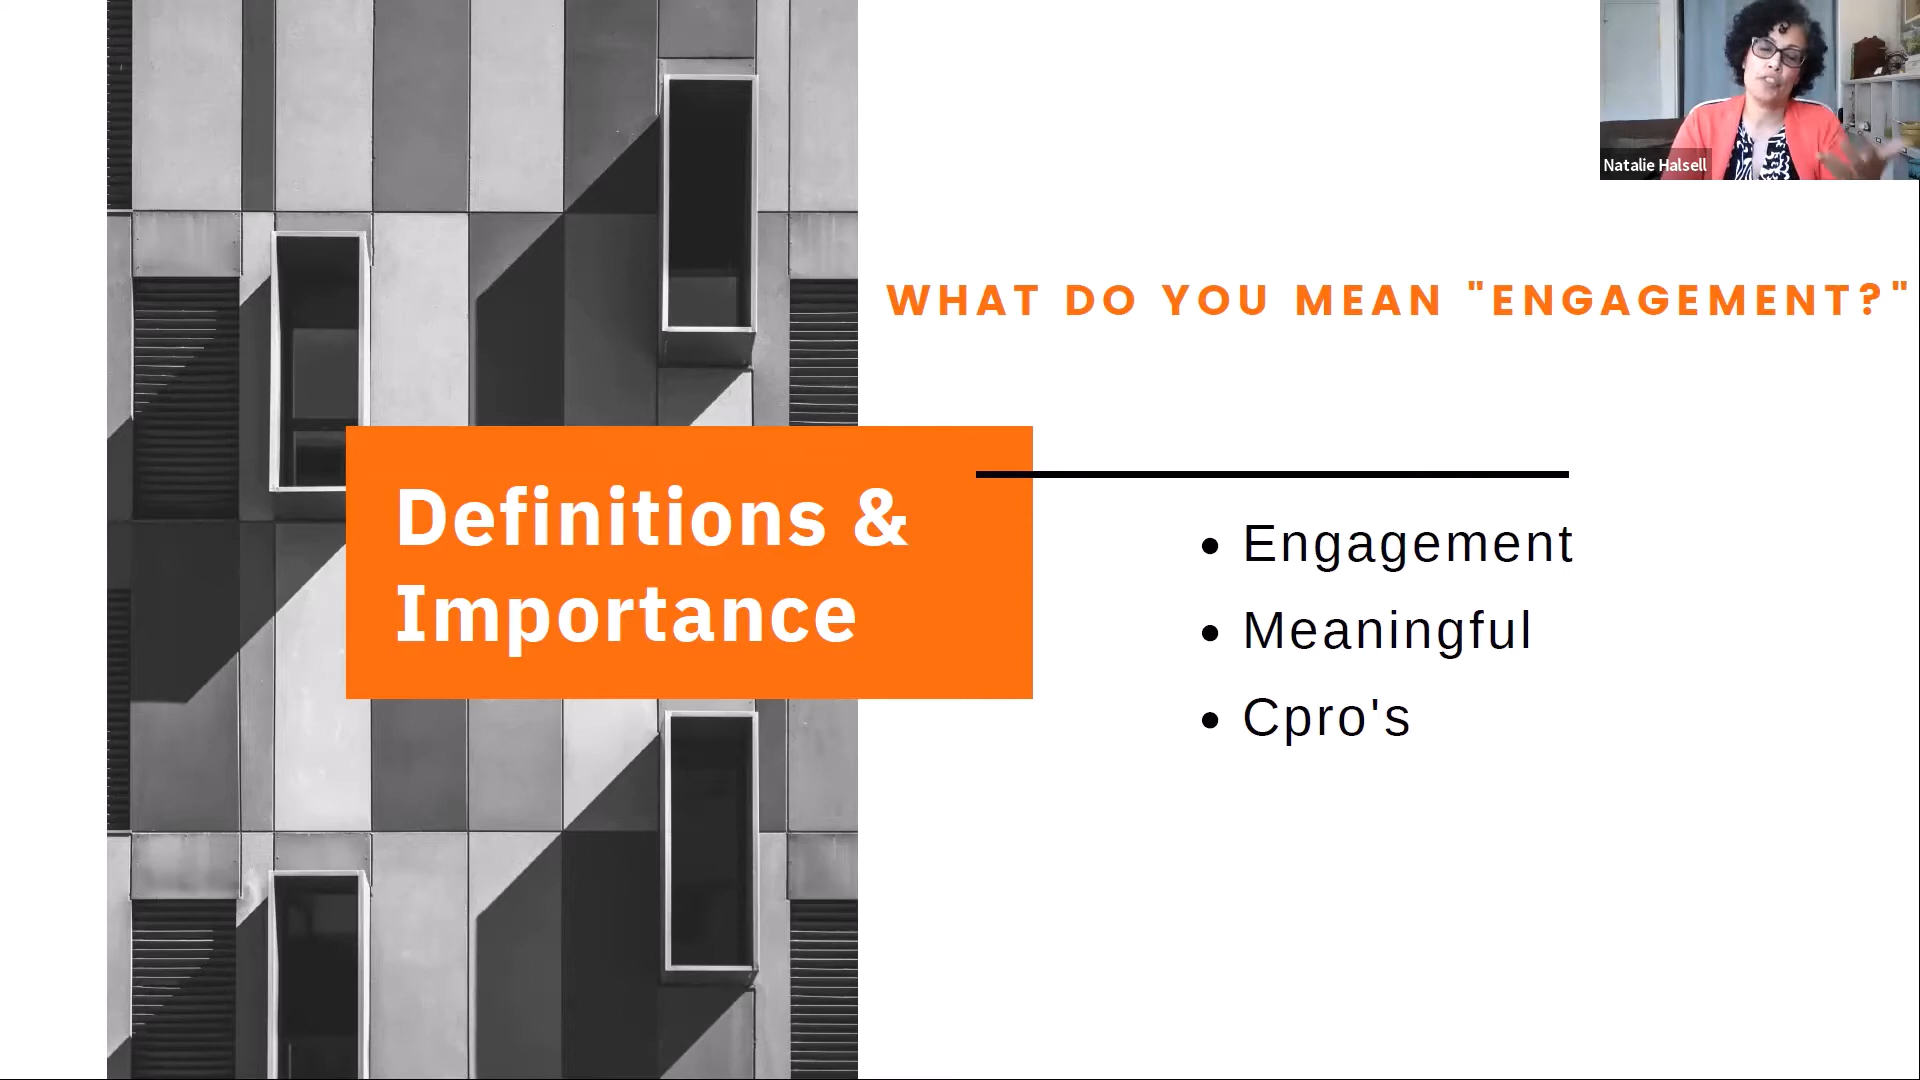 Natalie Halsell
WHAT DO YOU MEAN "ENGAGEMENT?"
Definitions &
Importance
• Engagement
• Meaningful
• Cpro's